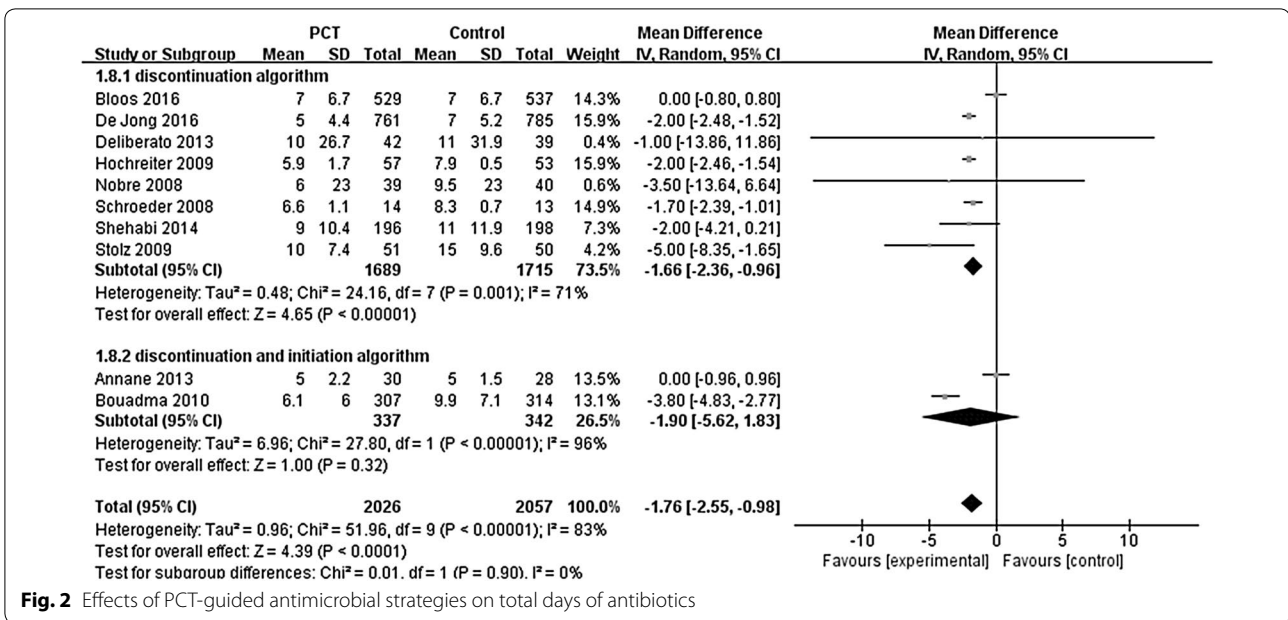 PCT Control Mean Difference Mean Difference
Study or Subgroup Mean SD Total Mean SD Total Weight IV, Random, 95% CI IV, Random, 95% CI
1.8.1 discontinuation algorithm
Bloos 2016 7 6.7 529 7 6.7 537 14.3% 0.00 [-0.80, 0.80]
De Jong 2016 5 4.4 761 7 5.2 785 15.9% -2.00 [-2.48, -1.52]
Deliberato 2013 10 26.7 42 11 31.9 39 0.4% -1.00 [-13.86, 11.86]
Hochreiter 2009 5.9 1.7 57 7.9 0.5 53 15.9% -2.00 [-2.46, -1.54]
Nobre 2008 6 23 39 9.5 23 40 0.6% -3.50 [-13.64, 6.64]
Schroeder 2008 6.6 1.1 14 8.3 0.7 13 14.9% -1.70 [-2.39, -1.01]
Shehabi 2014 9 10.4 196 11 11.9 198 7.3% -2.00 [-4.21, 0.21]
Stolz 2009 10 7.4 51 15 9.6 50 4.2% -5.00 [-8.35, -1.65]
Subtotal (95% CI) 1689 1715 73.5% -1.66 [-2.36, -0.96]
Heterogeneity: Tau² = 0.48; Chi² = 24.16, df = 7 (P = 0.001); I² = 71%
Test for overall effect: Z = 4.65 (P < 0.00001)
1.8.2 discontinuation and initiation algorithm
Annane 2013 5 2.2 30 5 1.5 28 13.5% 0.00 [-0.96, 0.96]
Bouadma 2010 6.1 6 307 9.9 7.1 314 13.1% -3.80 [-4.83, -2.77]
Subtotal (95% CI) 337 342 26.5% -1.90 [-5.62, 1.83]
Heterogeneity: Tau² = 6.96; Chi² = 27.80, df = 1 (P < 0.00001); I² = 96%
Test for overall effect: Z = 1.00 (P = 0.32)
Total (95% CI) 2026 2057 100.0% -1.76 [-2.55, -0.98]
Heterogeneity: Tau² = 0.96; Chi² = 51.96, df = 9 (P < 0.00001); I² = 83%
Test for overall effect: Z = 4.39 (P < 0.0001)
Test for subgroup differences: Chi² = 0.01, df = 1 (P = 0.90), I² = 0%
-10 -5 0 5 10
Favours [experimental] Favours [control]
Fig. 2 Effects of PCT-guided antimicrobial strategies on total days of antibiotics